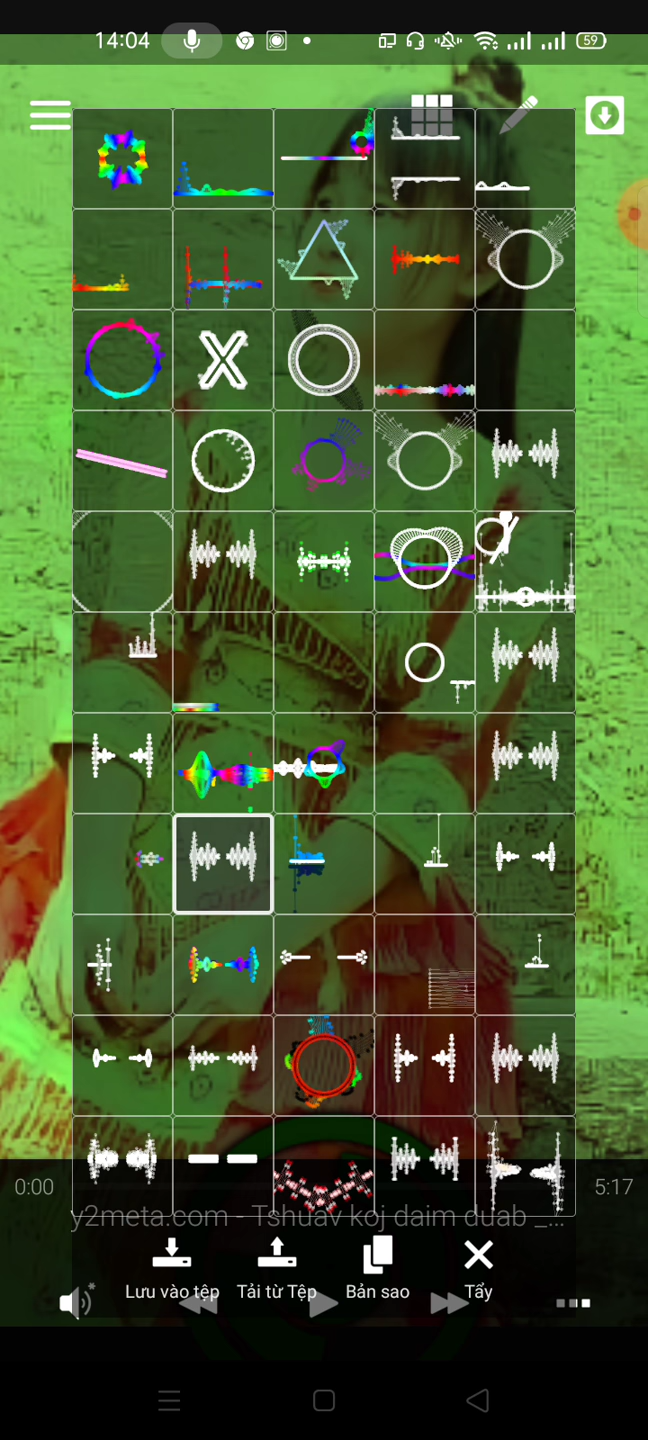 14:04
59
0:00
5:17
y2meta.com - Tshuav koj daim duab _...
Lưu vào tệp
Tải từ Tệp
Bản sao
Tẩy